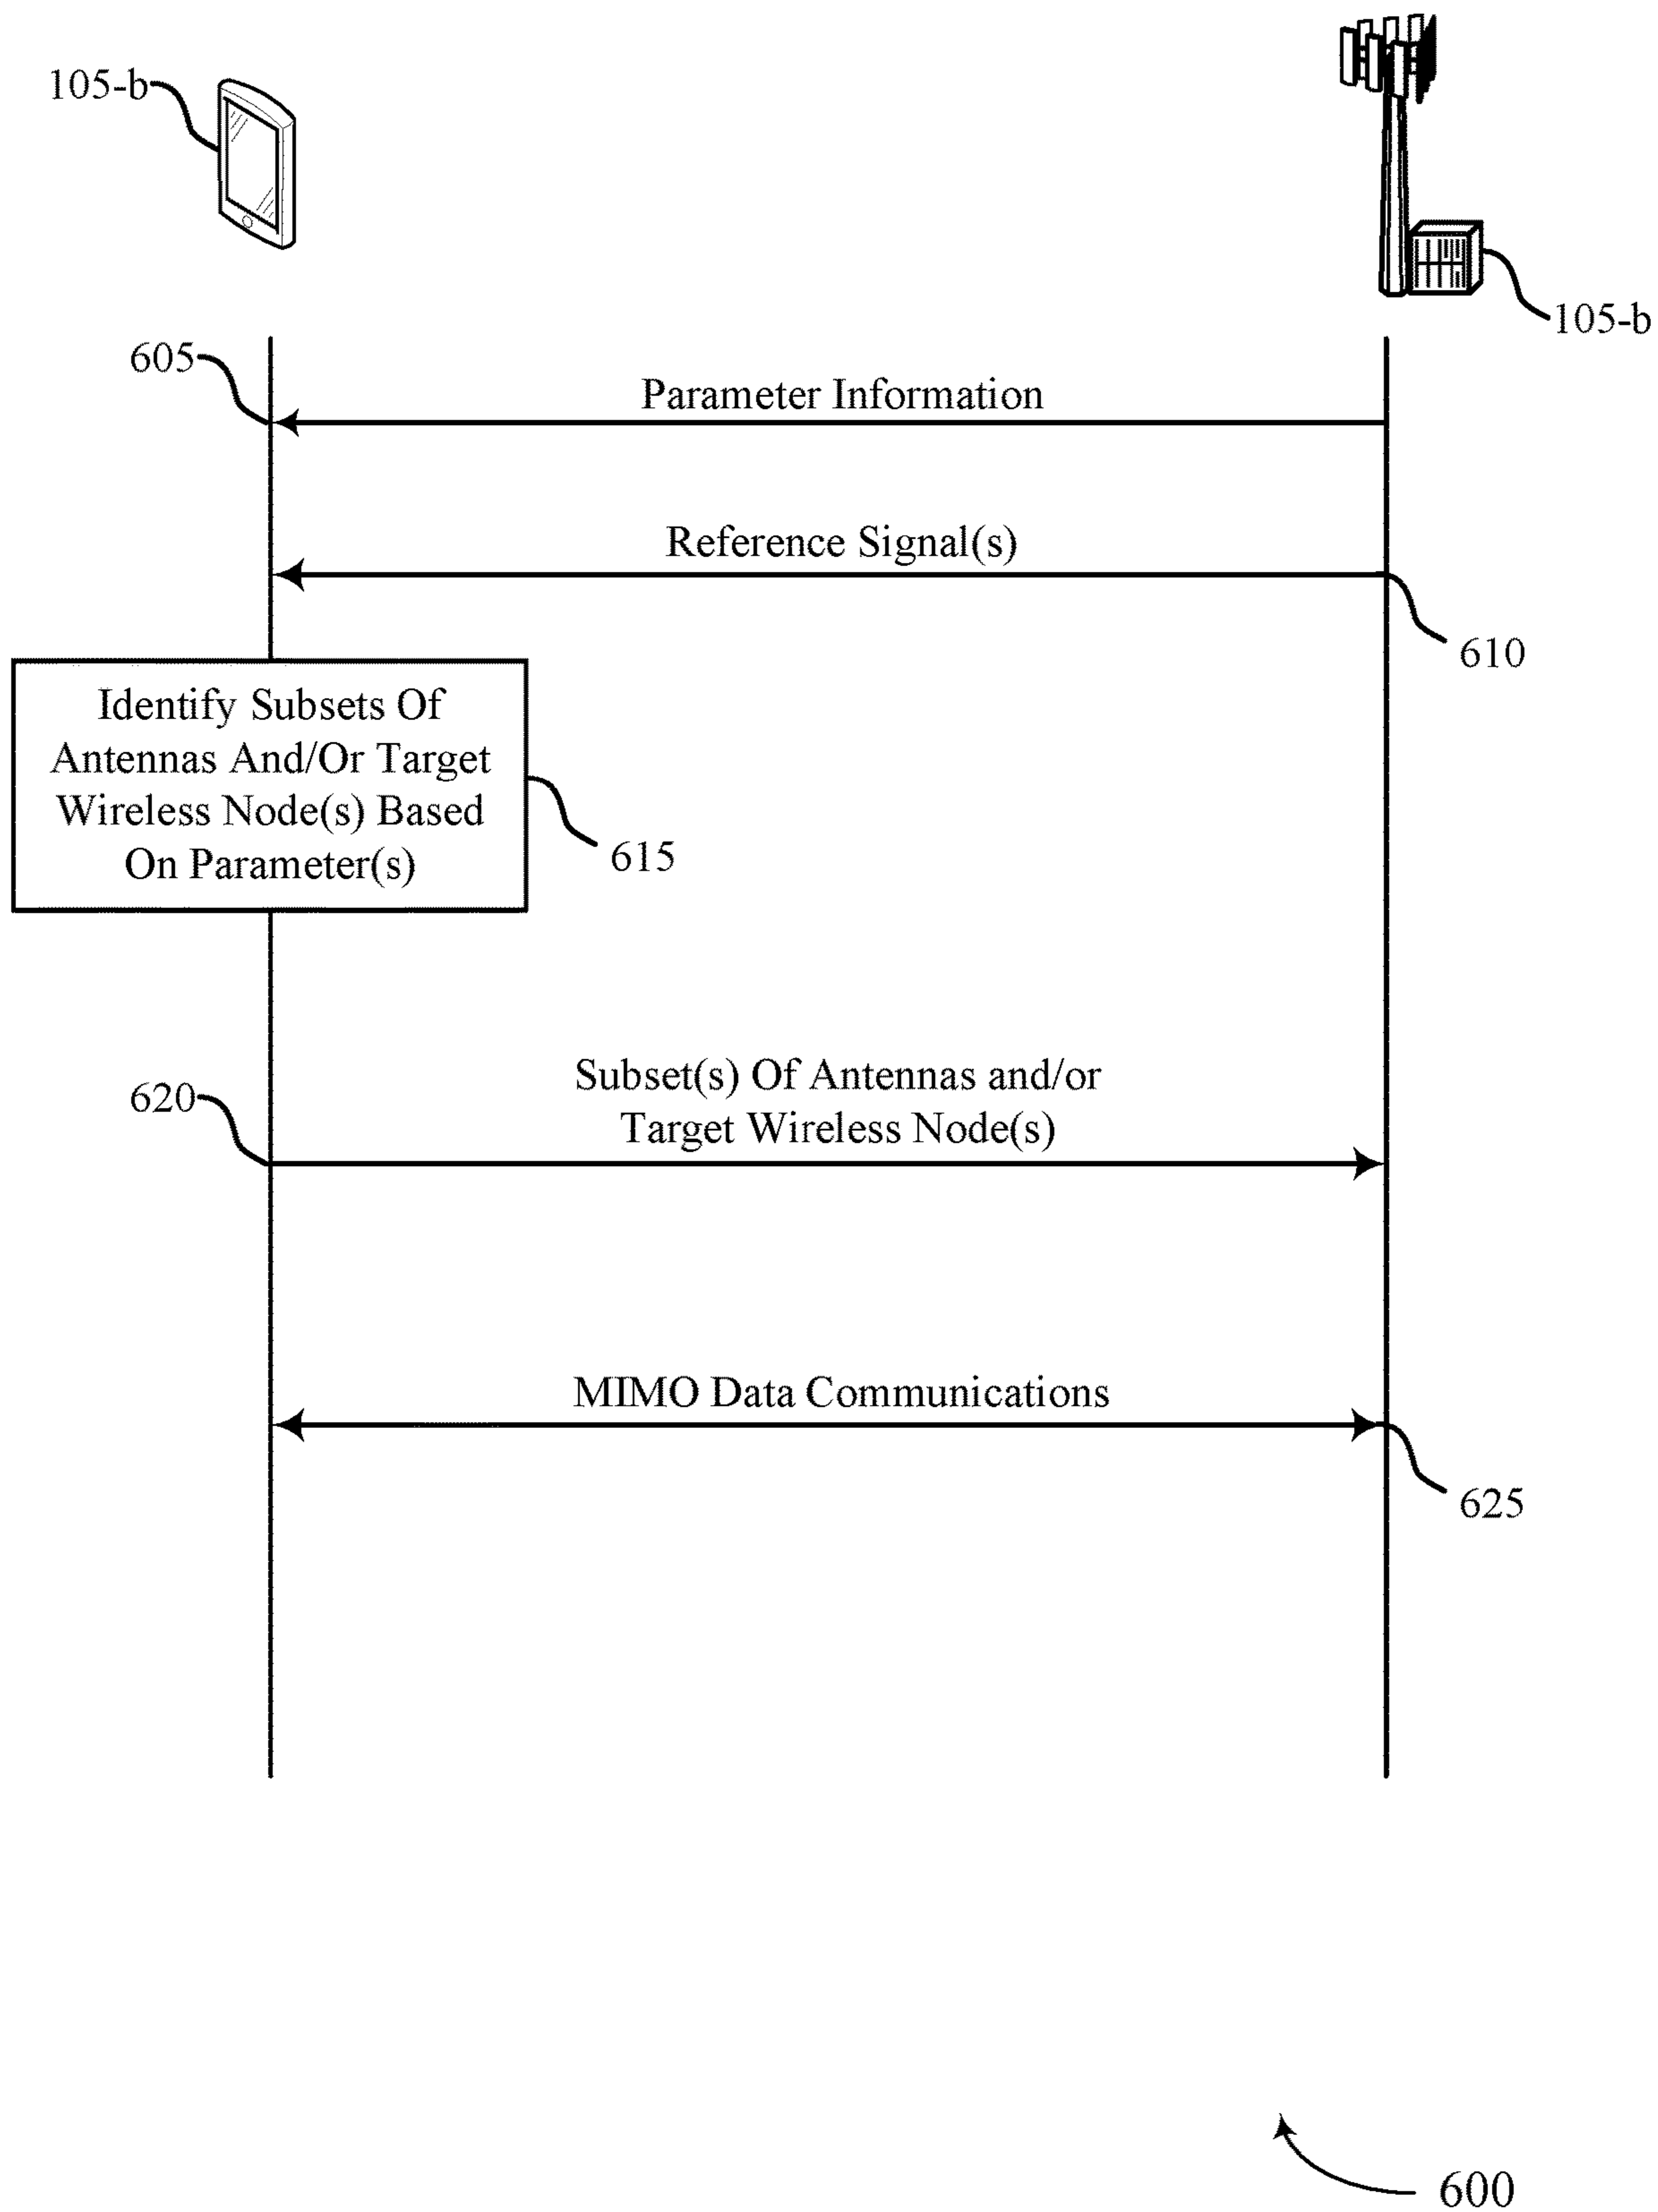 105-b
105-b
605
Parameter Information
Reference Signal(s)
610
Identify Subsets Of
Antennas And/Or Target
Wireless Node(s) Based
On Parameter(s)
615
Subset(s) Of Antennas and/or
Target Wireless Node(s)
620
MIMO Data Communications
625
600